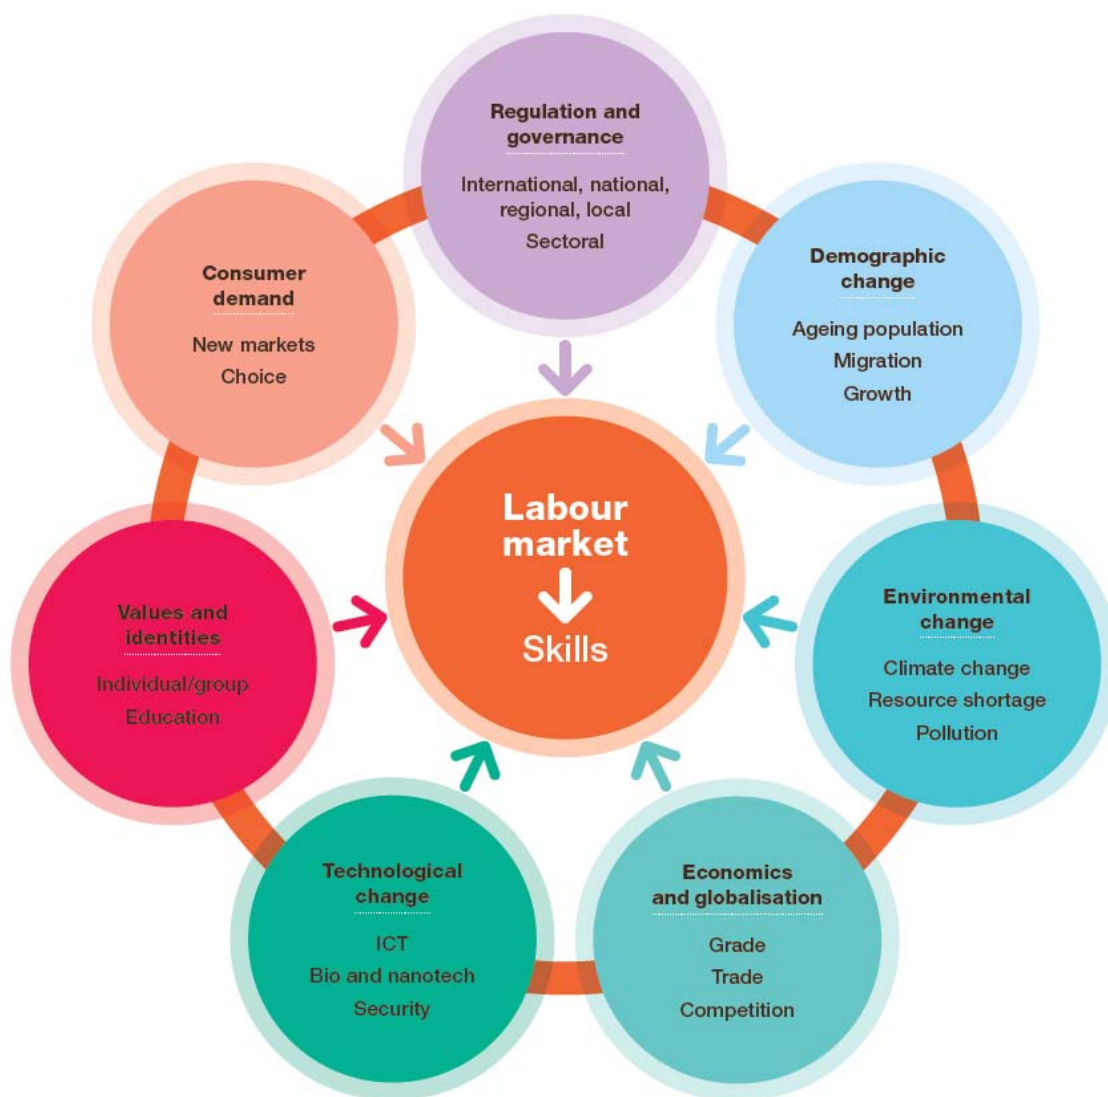 Regulation and
governance
International, national,
regional, local
Sectoral
Demographic
change
Ageing population
Migration
Growth
Environmental
change
Climate change
Resource shortage
Pollution
Economics
and globalisation
Grade
Trade
Competition
Technological
change
ICT
Bio and nanotech
Security
Values and
identities
Individual/group
Education
Consumer
demand
New markets
Choice
Labour
market
Skills